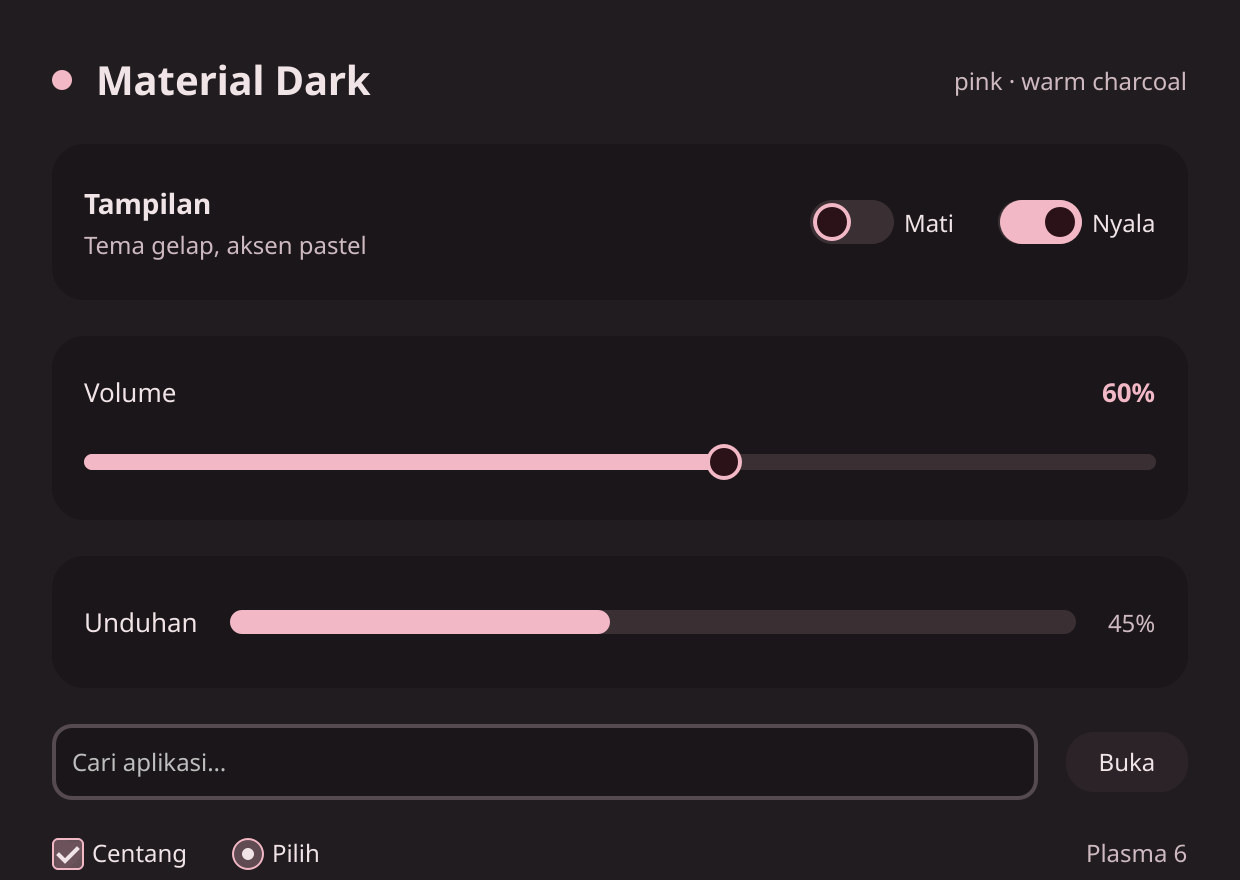 Material Dark
pink · warm charcoal
Tampilan
Tema gelap, aksen pastel
Mati
Nyala
Volume
60%
Unduhan
45%
Cari aplikasi...
Buka
Centang
Pilih
Plasma 6